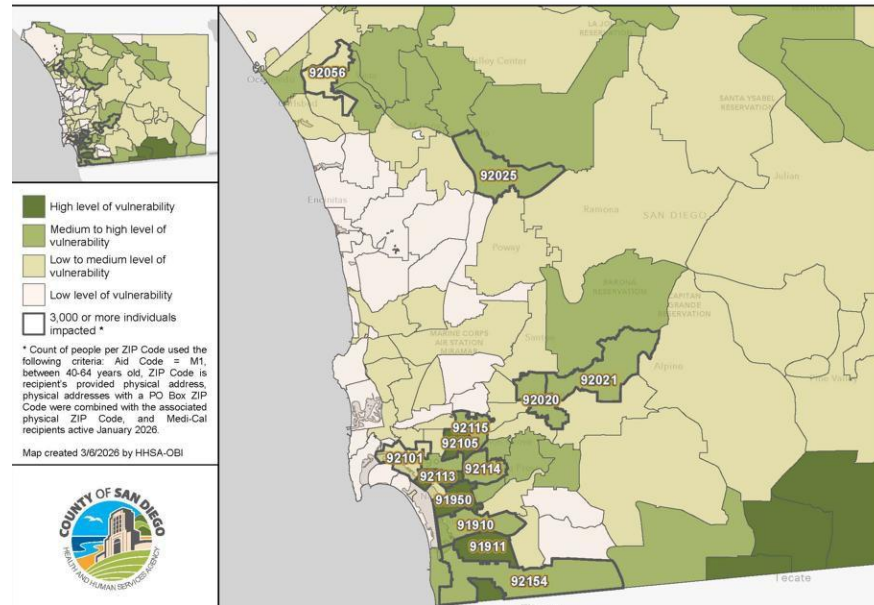 High level of vulnerability
Medium to high level of
vulnerability
Low to medium level of
vulnerability
Low level of vulnerability
3,000 or more individuals
impacted *
* Count of people per ZIP Code used the
following criteria: Aid Code = M1,
between 40-64 years old, ZIP Code is
recipient's provided physical address,
physical addresses with a PO Box ZIP
Code were combined with the associated
physical ZIP Code, and Medi-Cal
recipients active January 2026.
Map created 3/6/2026 by HHSA-OBI
COUNTY OF SAN DIEGO
HEALTH AND HUMAN SERVICES AGENCY
LA JOLLA
RESERVATION
Valley Center
92056
Carlsbad
SANTA YSABEL
RESERVATION
92025
Julian
Encinitas
Ramona
SAN DIEGO
Poway
BARONA
RESERVATION
CAPITAN
GRANDE
RESERVATION
MARINE CORPS
AIR STATION
MIRAMAR
Santee
Alpine
92021
Pine Valley
92020
92115
92105
92101
92114
92113
91950
91910
91911
92154
Tecate